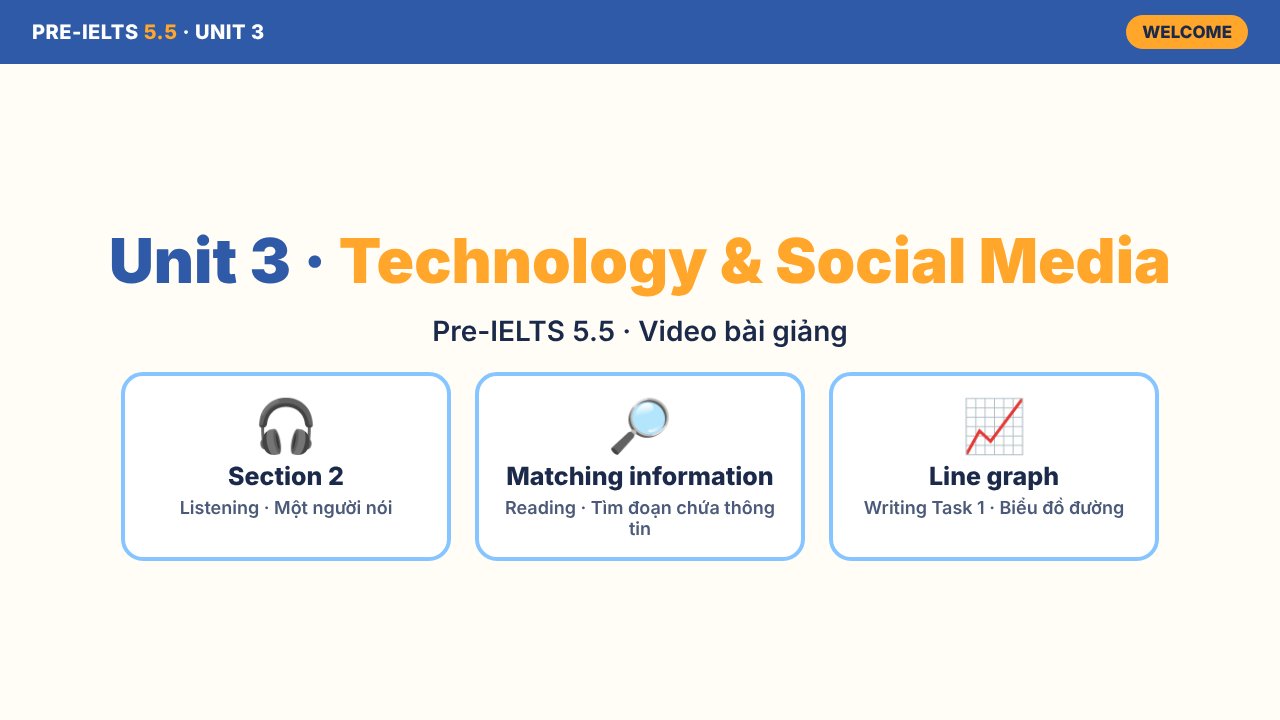 PRE-IELTS 5.5 · UNIT 3
WELCOME
Unit 3 · Technology & Social Media
Pre-IELTS 5.5 · Video bài giảng
Section 2
Listening · Một người nói
Matching information
Reading · Tìm đoạn chứa thông
tin
Line graph
Writing Task 1 · Biểu đồ đường